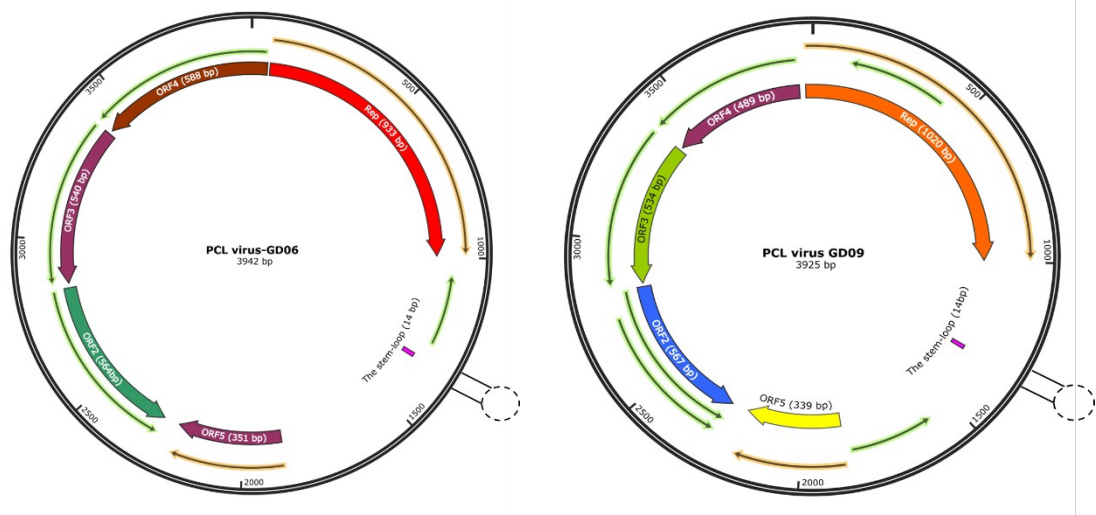 ORF4 (588 bp)
3500
500
Rep (933 bp)
ORF3 (540 bp)
3000
PCL virus-GD06
3942 bp
1000
The stem-loop (14 bp)
ORF2 (564bp)
2500
1500
ORF5 (351 bp)
2000
ORF4 (489 bp)
3500
500
Rep (1020 bp)
ORF3 (534 bp)
3000
PCL virus GD09
3925 bp
1000
The stem-loop (14bp)
ORF2 (567 bp)
2500
ORF5 (339 bp)
1500
2000